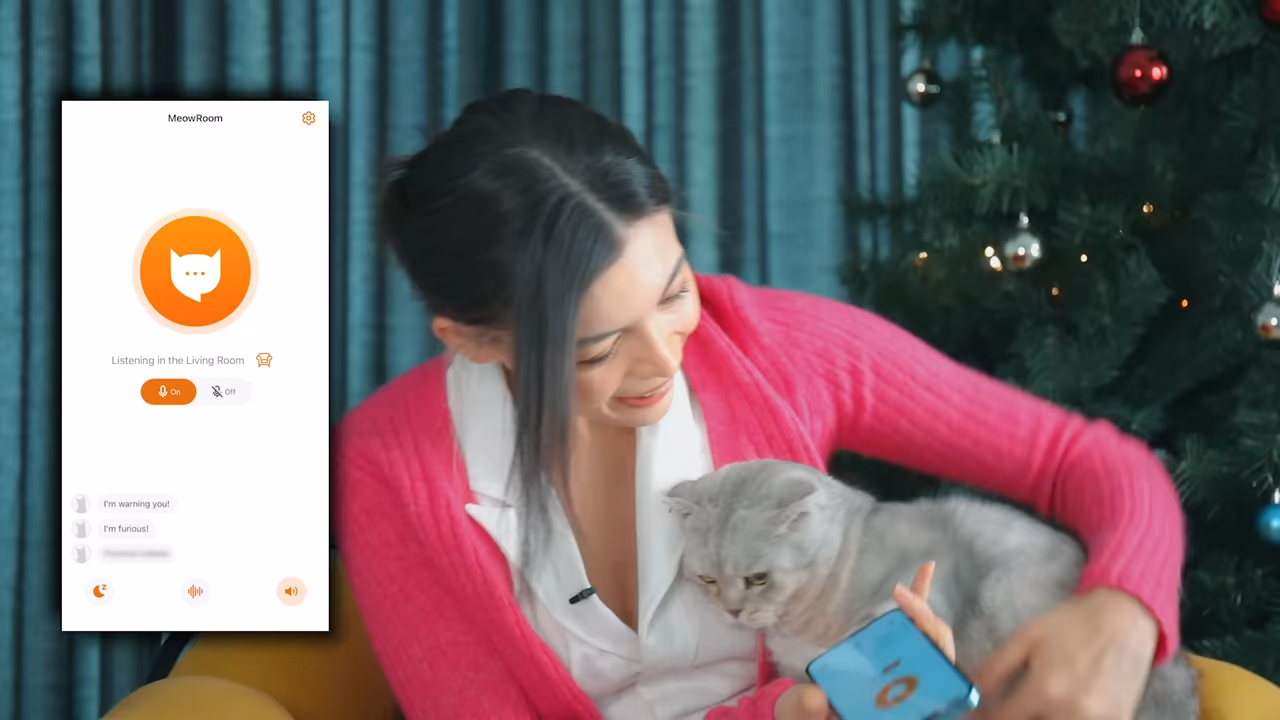 MeowRoom
Listening in the Living Room
On
Off
I'm warning you!
I'm furious!